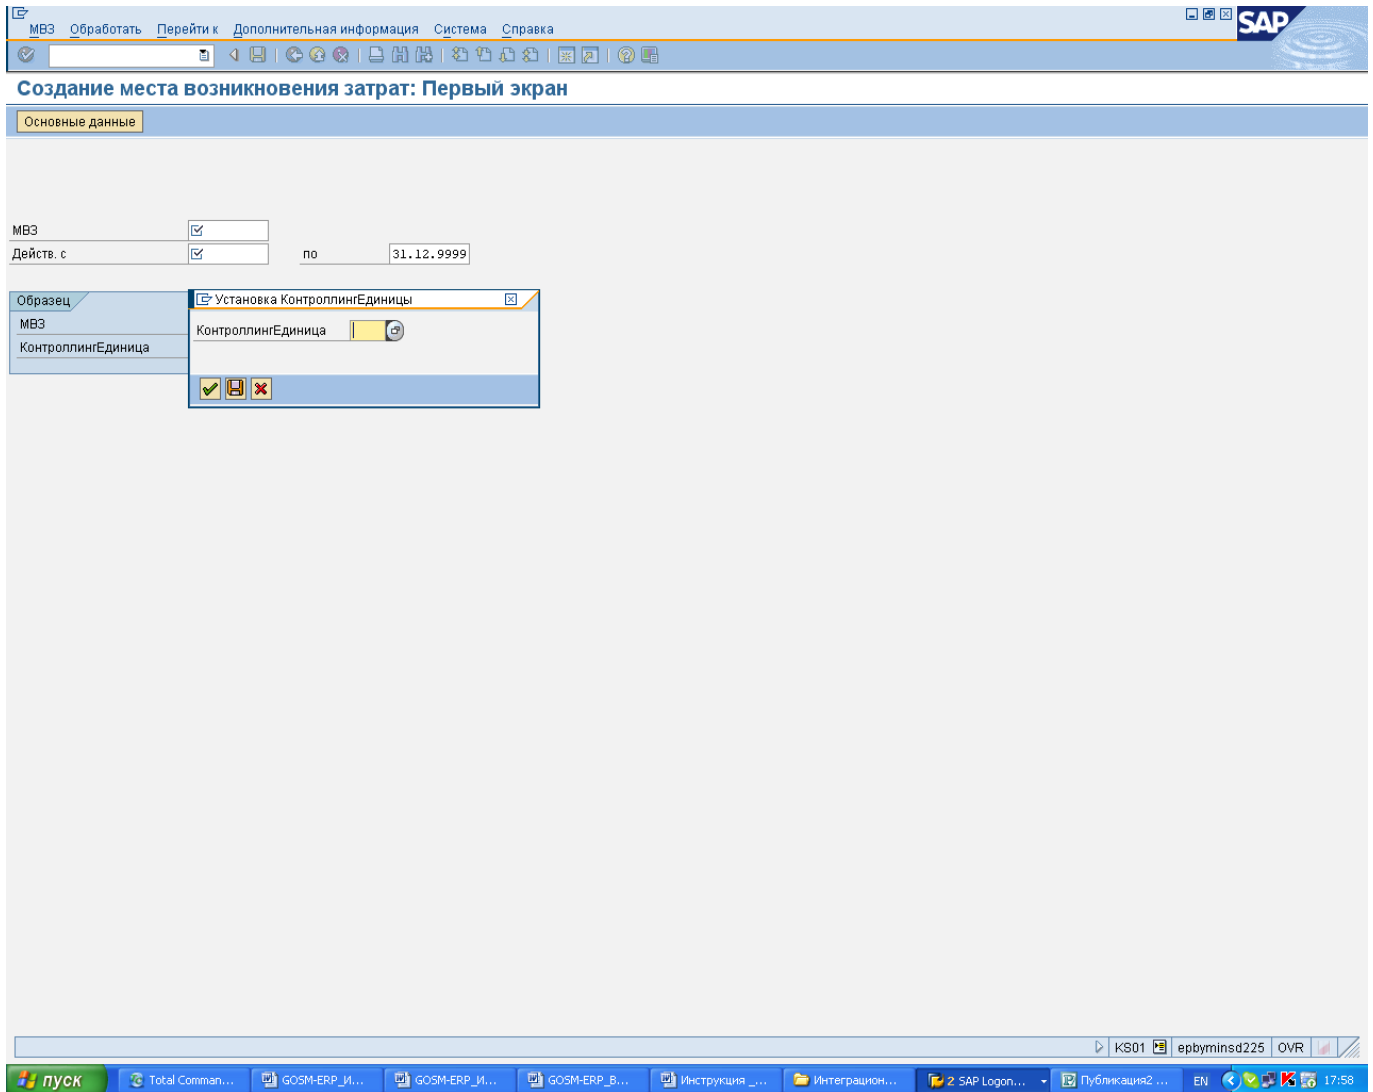 МВЗ Обработать Перейти к Дополнительная информация Система Справка
SAP
Создание места возникновения затрат: Первый экран
Основные данные
МВЗ
Действ. с по 31.12.9999
Образец
МВЗ
КонтроллингЕдиница
Установка КонтроллингЕдиницы
КонтроллингЕдиница
KS01 epbyminsd225 OVR
пуск Total Comman... GOSM-ERP_И... GOSM-ERP_И... GOSM-ERP_В... Инструкция _... Интеграцион... 2 SAP Logon... Публикация2 ... EN 17:58